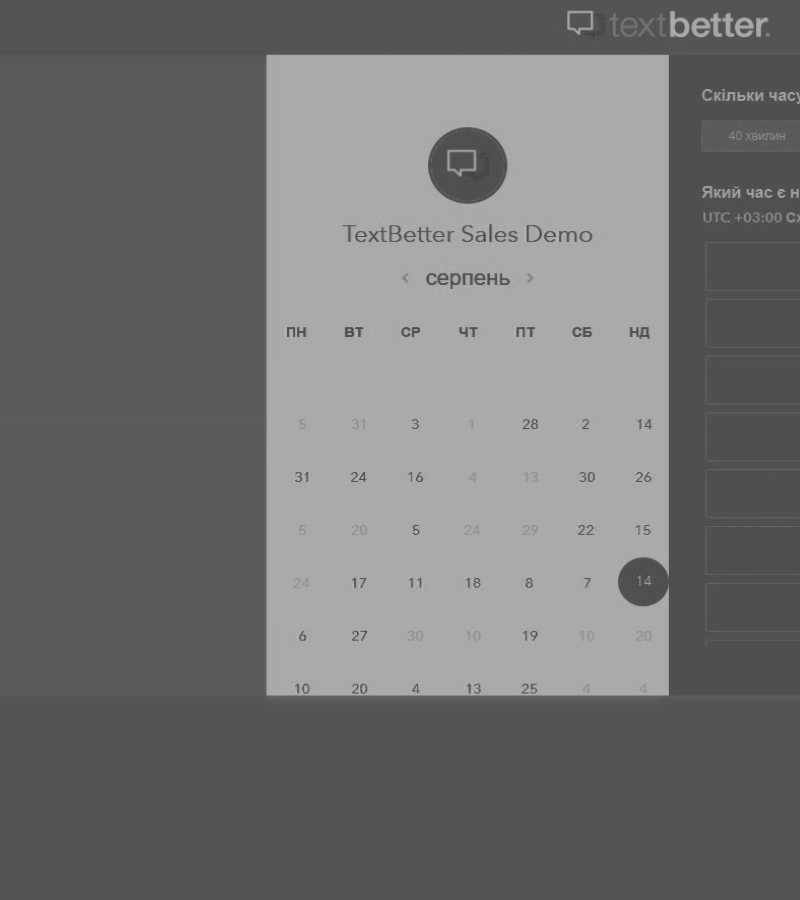 textbetter.
TextBetter Sales Demo
серпень
ПН ВТ СР ЧТ ПТ СБ НД
5 31 3 1 28 2 14
31 24 16 4 13 30 26
5 20 5 24 29 22 15
24 17 11 18 8 7 14
6 27 30 10 19 10 20
10 20 4 13 25 4 4
Скільки часу
40 хвилин
Який час є н
UTC +03:00 Сх